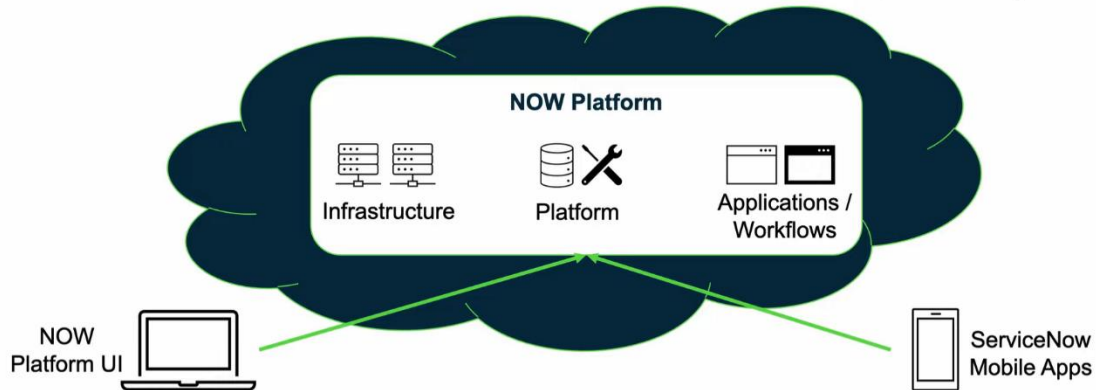 NOW Platform
Infrastructure
Platform
Applications /
Workflows
NOW
Platform UI
ServiceNow
Mobile Apps